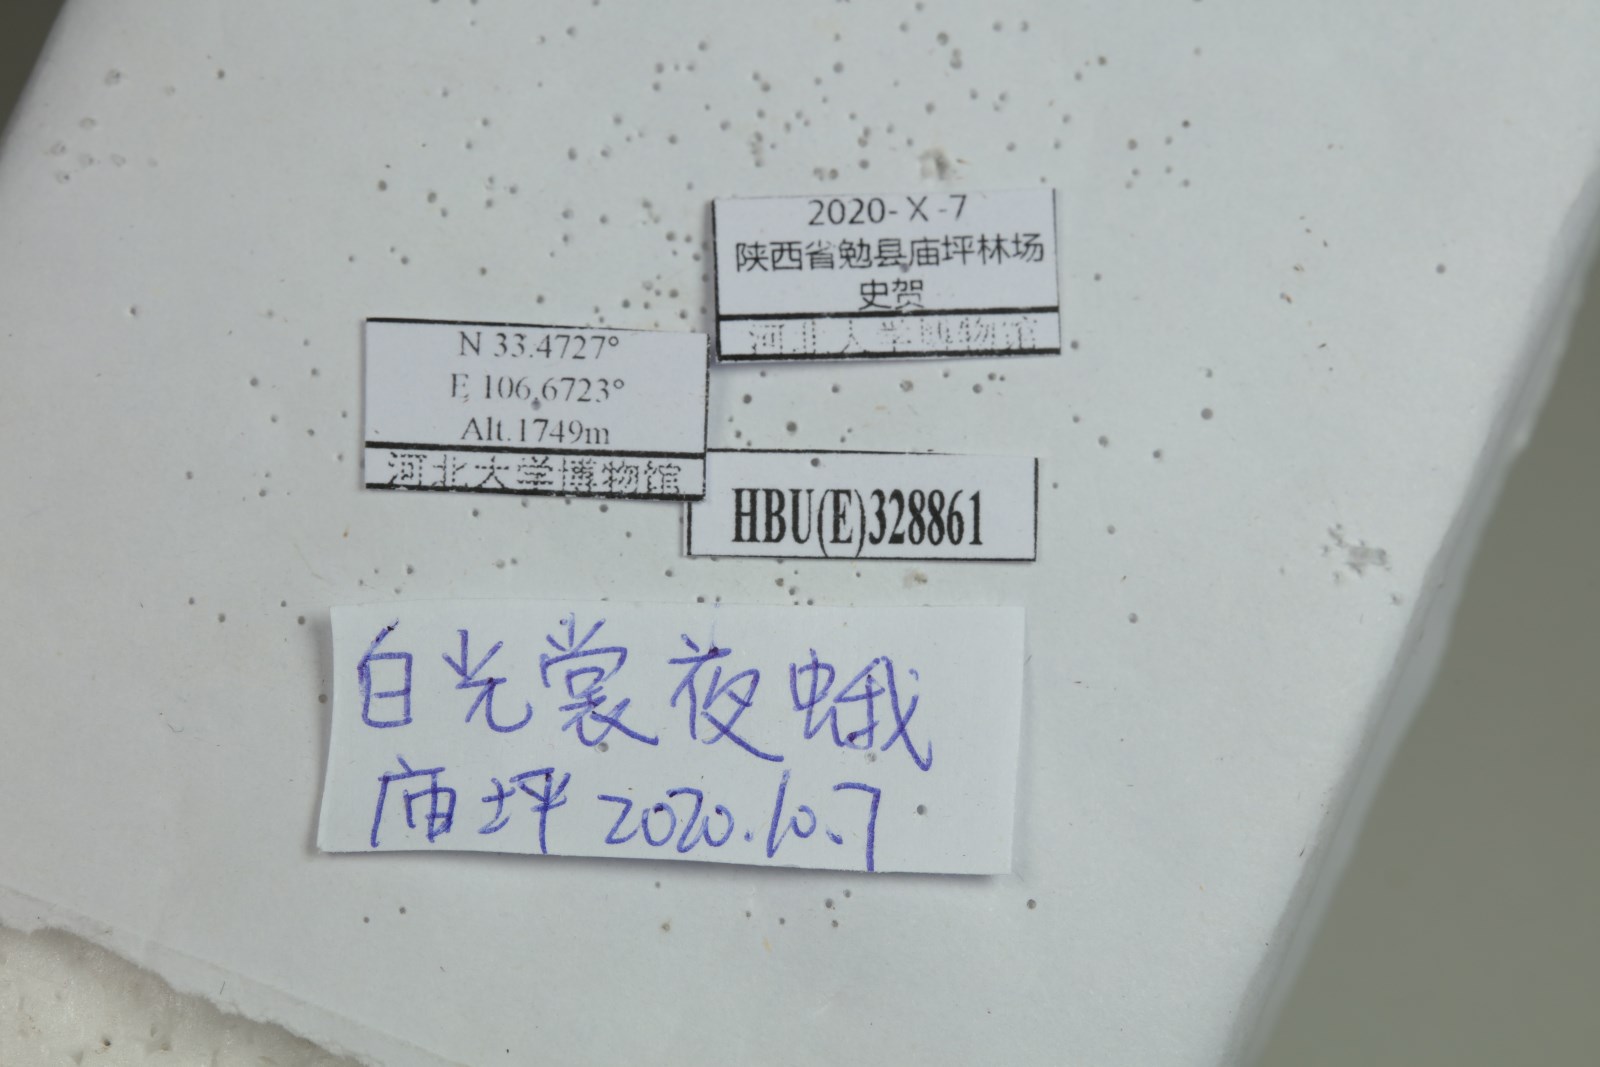 2020-X-7
陕西省勉县庙坪林场
史贺
河北大学博物馆
N 33.4727°
E 106.6723°
Alt.1749m
河北大学博物馆
HBU(E)328861
白光裳夜蛾
庙坪 2020.10.7